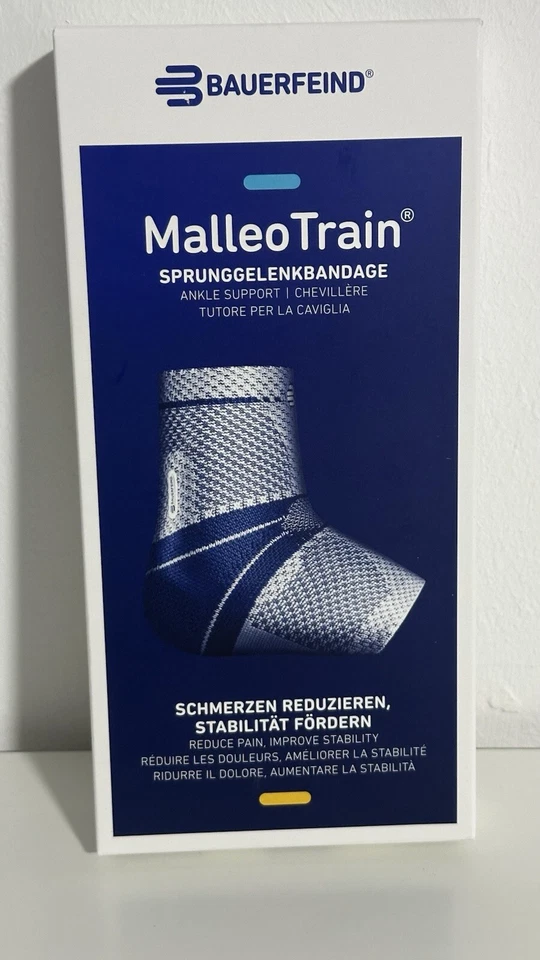 BAUERFEIND®
MalleoTrain®
SPRUNGGELENKBANDAGE
ANKLE SUPPORT | CHEVILLÈRE
TUTORE PER LA CAVIGLIA
SCHMERZEN REDUZIEREN,
STABILITÄT FÖRDERN
REDUCE PAIN, IMPROVE STABILITY
RÉDUIRE LES DOULEURS, AMÉLIORER LA STABILITÉ
RIDURRE IL DOLORE, AUMENTARE LA STABILITÀ